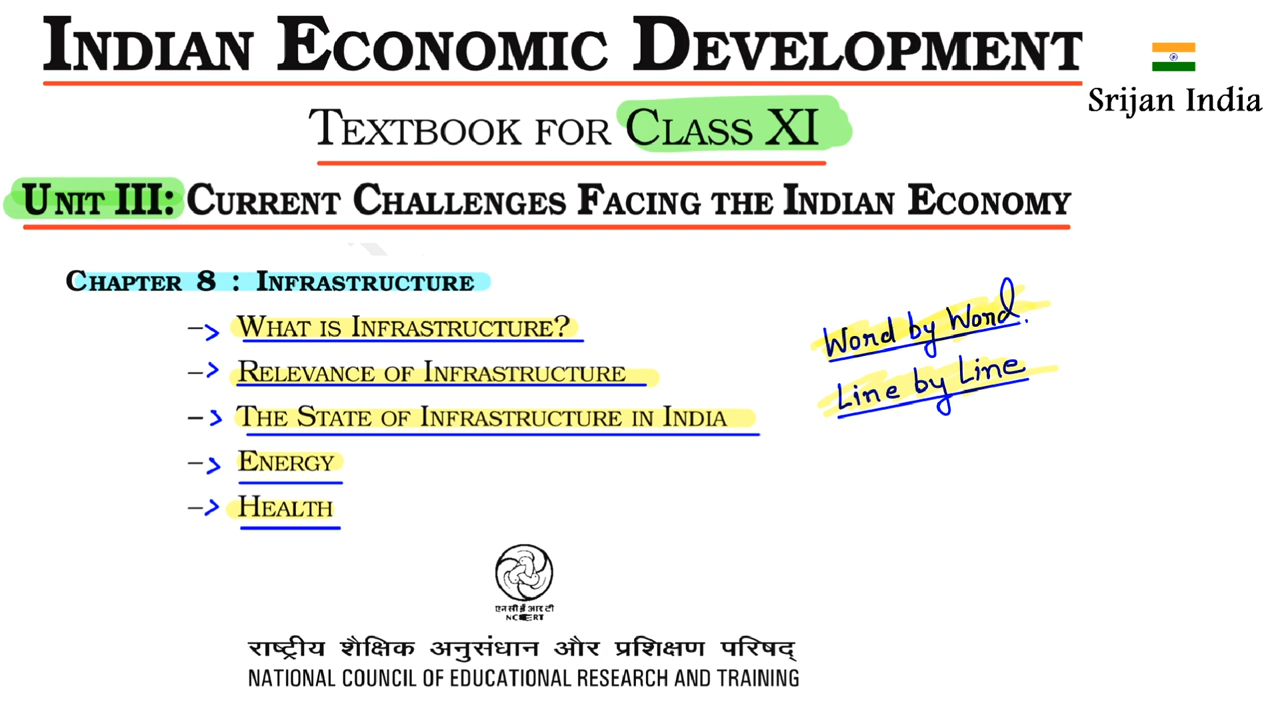 INDIAN ECONOMIC DEVELOPMENT
Srijan India
TEXTBOOK FOR CLASS XI
UNIT III: CURRENT CHALLENGES FACING THE INDIAN ECONOMY
CHAPTER 8 : INFRASTRUCTURE
–> WHAT IS INFRASTRUCTURE?
–> RELEVANCE OF INFRASTRUCTURE
–> THE STATE OF INFRASTRUCTURE IN INDIA
–> ENERGY
–> HEALTH
Word by Word.
Line by Line
एन सी ई आर टी
NCERT
राष्ट्रीय शैक्षिक अनुसंधान और प्रशिक्षण परिषद्
NATIONAL COUNCIL OF EDUCATIONAL RESEARCH AND TRAINING